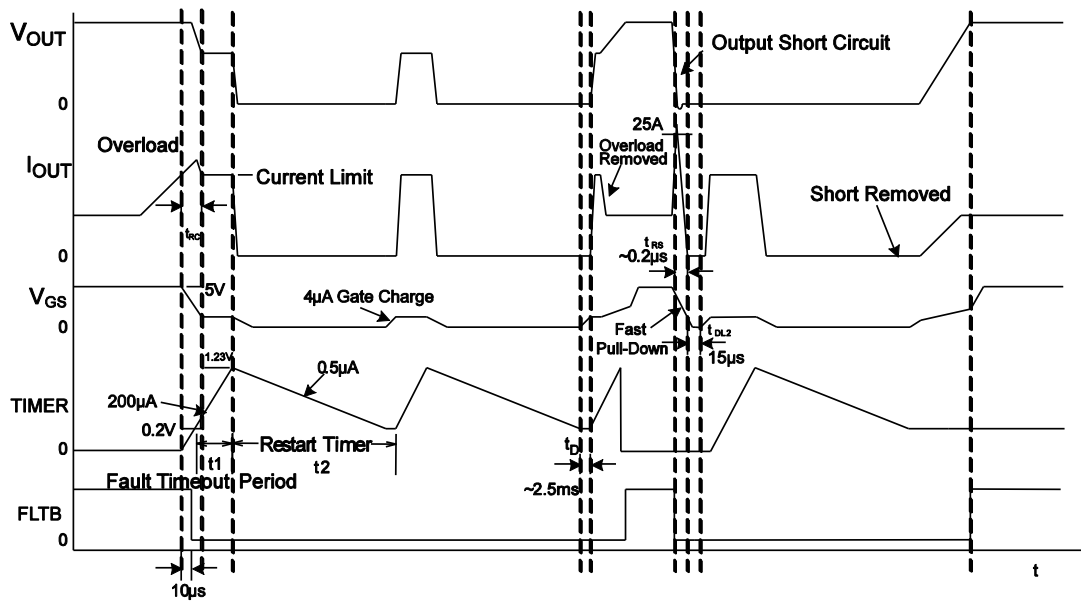 VOUT
Output Short Circuit
0
25A
Overload
Overload
Removed
IOUT
Current Limit
Short Removed
tRC
tRS
~0.2µs
0
5V
VGS
4µA Gate Charge
0
Fast
Pull-Down
tDL2
15µs
1.23V
0.5µA
200µA
TIMER
0.2V
0
Restart Timer
t1
t2
tD
Fault Timeout Period
~2.5ms
FLTB
0
10µs
t